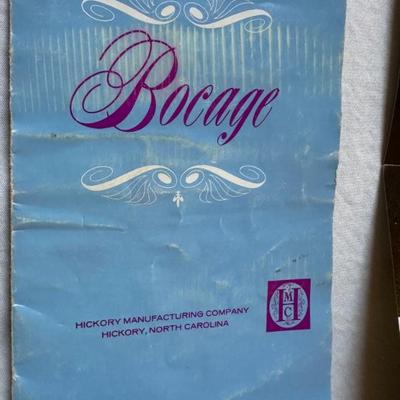 Bocage
HICKORY MANUFACTURING COMPANY
HICKORY, NORTH CAROLINA
HMC